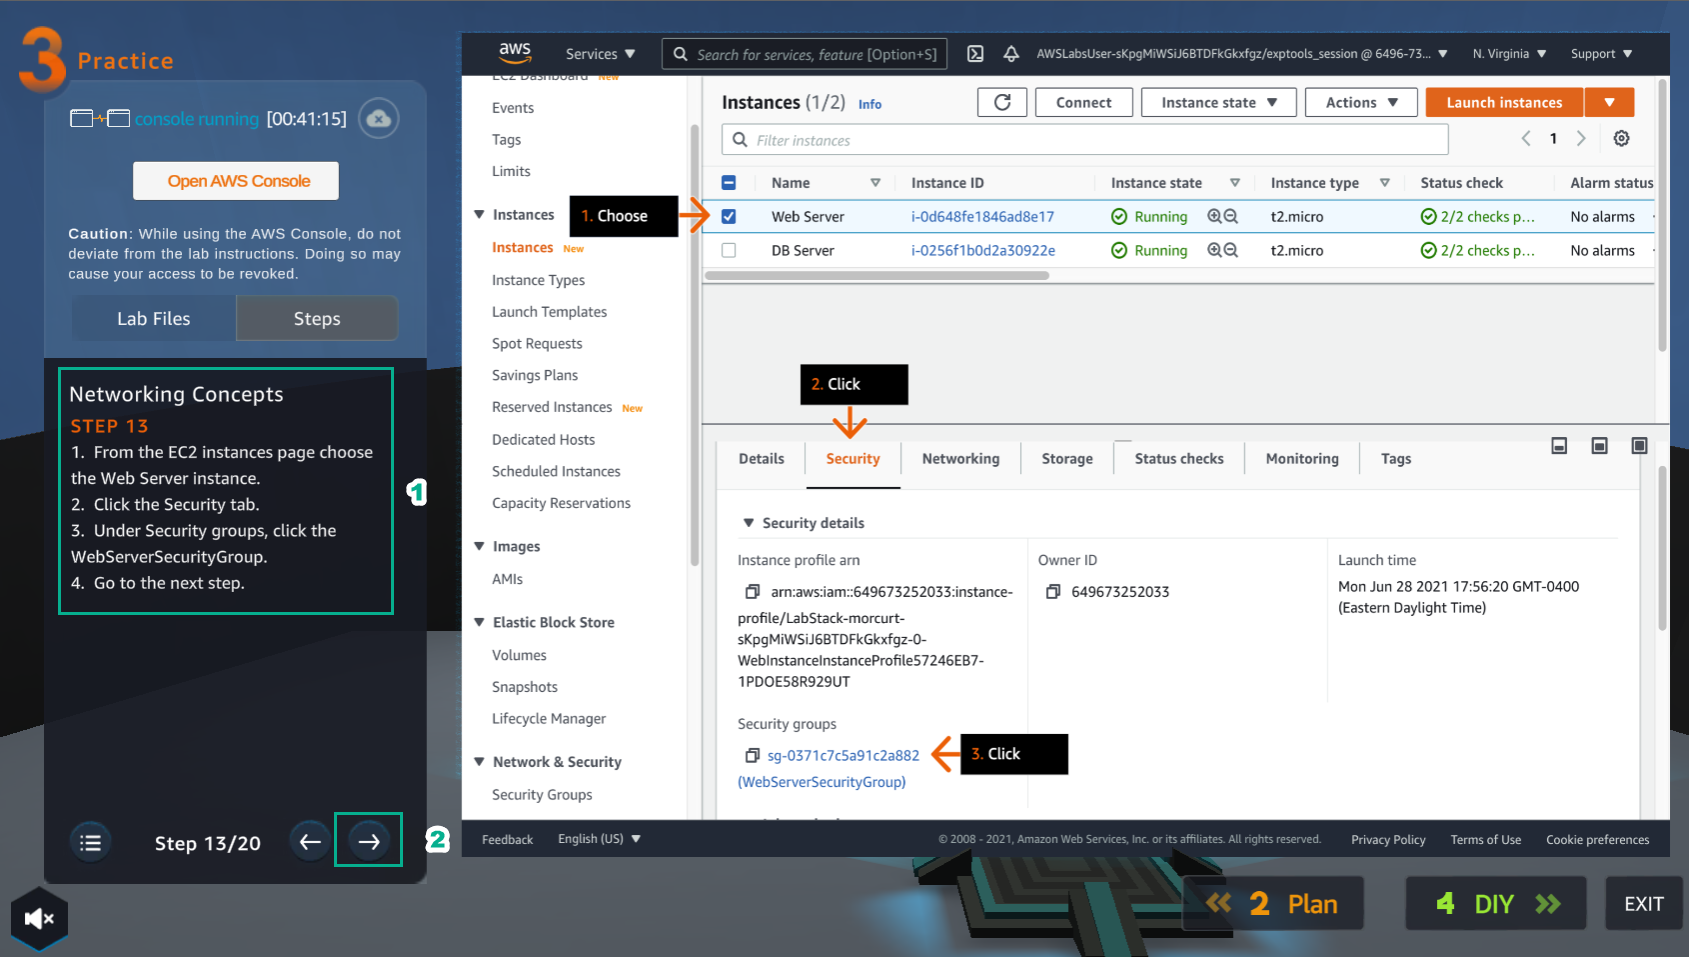 3 Practice
console running [00:41:15]
Open AWS Console
Caution: While using the AWS Console, do not
deviate from the lab instructions. Doing so may
cause your access to be revoked.
Lab Files
Steps
Networking Concepts
STEP 13
1. From the EC2 instances page choose
the Web Server instance.
2. Click the Security tab.
3. Under Security groups, click the
WebServerSecurityGroup.
4. Go to the next step.
1
Step 13/20
2
aws
Services
Search for services, feature [Option+S]
AWSLabsUser-sKpgMiWSiJ6BTDFkGkxfgz/exptools_session @ 6496-73...
N. Virginia
Support
EC2 Dashboard New
Events
Tags
Limits
Instances
Instances New
Instance Types
Launch Templates
Spot Requests
Savings Plans
Reserved Instances New
Dedicated Hosts
Scheduled Instances
Capacity Reservations
Images
AMIs
Elastic Block Store
Volumes
Snapshots
Lifecycle Manager
Network & Security
Security Groups
Instances (1/2) Info
Connect
Instance state
Actions
Launch instances
Filter instances
1
Name Instance ID Instance state Instance type Status check Alarm status
1. Choose
Web Server i-0d648fe1846ad8e17 Running t2.micro 2/2 checks p... No alarms
DB Server i-0256f1b0d2a30922e Running t2.micro 2/2 checks p... No alarms
2. Click
Details Security Networking Storage Status checks Monitoring Tags
Security details
Instance profile arn
arn:aws:iam::649673252033:instance-
profile/LabStack-morcurt-
sKpgMiWSiJ6BTDFkGkxfgz-0-
WebInstanceInstanceProfile57246EB7-
1PDOE58R929UT
Owner ID
649673252033
Launch time
Mon Jun 28 2021 17:56:20 GMT-0400
(Eastern Daylight Time)
Security groups
sg-0371c7c5a91c2a882
(WebServerSecurityGroup)
3. Click
Feedback English (US) © 2008 - 2021, Amazon Web Services, Inc. or its affiliates. All rights reserved. Privacy Policy Terms of Use Cookie preferences
2 Plan
4 DIY
EXIT